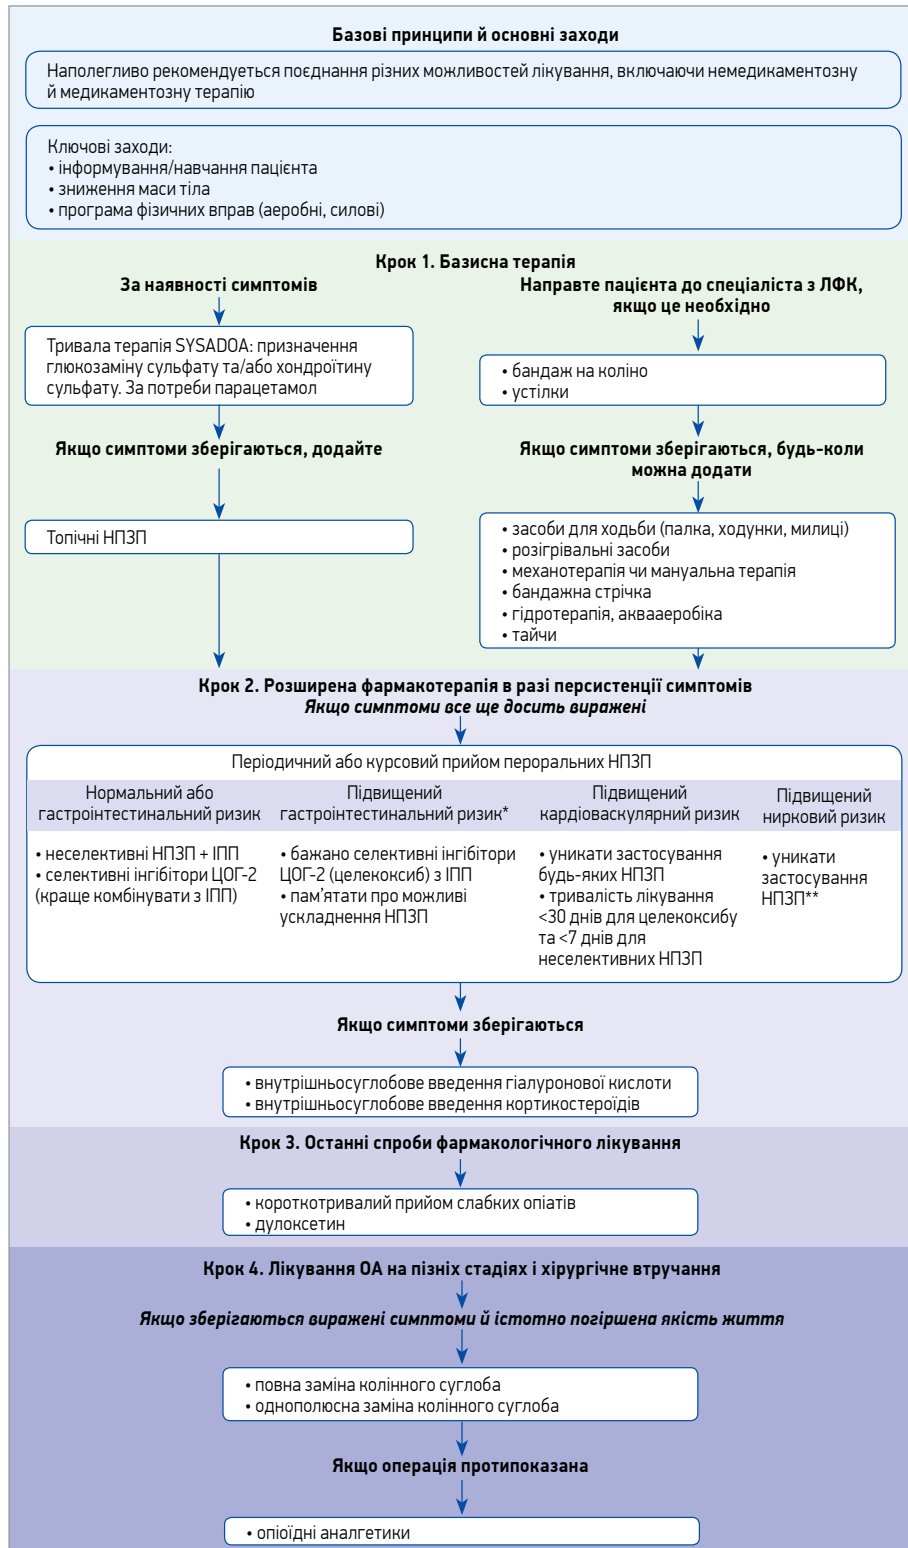 Базові принципи й основні заходи
Наполегливо рекомендується поєднання різних можливостей лікування, включаючи немедикаментозну
й медикаментозну терапію
Ключові заходи:
• інформування/навчання пацієнта
• зниження маси тіла
• програма фізичних вправ (аеробні, силові)
Крок 1. Базисна терапія
За наявності симптомів
Тривала терапія SYSADOA: призначення
глюкозаміну сульфату та/або хондроїтину
сульфату. За потреби парацетамол
Якщо симптоми зберігаються, додайте
Топічні НПЗП
Направте пацієнта до спеціаліста з ЛФК,
якщо це необхідно
• бандаж на коліно
• устілки
Якщо симптоми зберігаються, будь-коли
можна додати
• засоби для ходьби (палка, ходунки, милиці)
• розігрівальні засоби
• механотерапія чи мануальна терапія
• бандажна стрічка
• гідротерапія, аквааеробіка
• тайчи
Крок 2. Розширена фармакотерапія в разі персистенції симптомів
Якщо симптоми все ще досить виражені
Періодичний або курсовий прийом пероральних НПЗП
Нормальний або
гастроінтестинальний ризик
• неселективні НПЗП + ІПП
• селективні інгібітори ЦОГ-2
(краще комбінувати з ІПП)
Підвищений
гастроінтестинальний ризик*
• бажано селективні інгібітори
ЦОГ-2 (целекоксиб) з ІПП
• пам’ятати про можливі
ускладнення НПЗП
Підвищений
кардіоваскулярний ризик
• уникати застосування
будь-яких НПЗП
• тривалість лікування
<30 днів для целекоксибу
та <7 днів для
неселективних НПЗП
Підвищений
нирковий ризик
• уникати
застосування
НПЗП**
Якщо симптоми зберігаються
• внутрішньосуглобове введення гіалуронової кислоти
• внутрішньосуглобове введення кортикостероїдів
Крок 3. Останні спроби фармакологічного лікування
• короткотривалий прийом слабких опіатів
• дулоксетин
Крок 4. Лікування ОА на пізніх стадіях і хірургічне втручання
Якщо зберігаються виражені симптоми й істотно погіршена якість життя
• повна заміна колінного суглоба
• однополюсна заміна колінного суглоба
Якщо операція протипоказана
• опіоїдні аналгетики